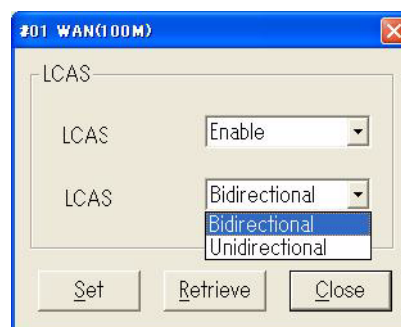 #01 WAN(100M)
LCAS
LCAS Enable
LCAS Bidirectional
Bidirectional
Unidirectional
Set Retrieve Close